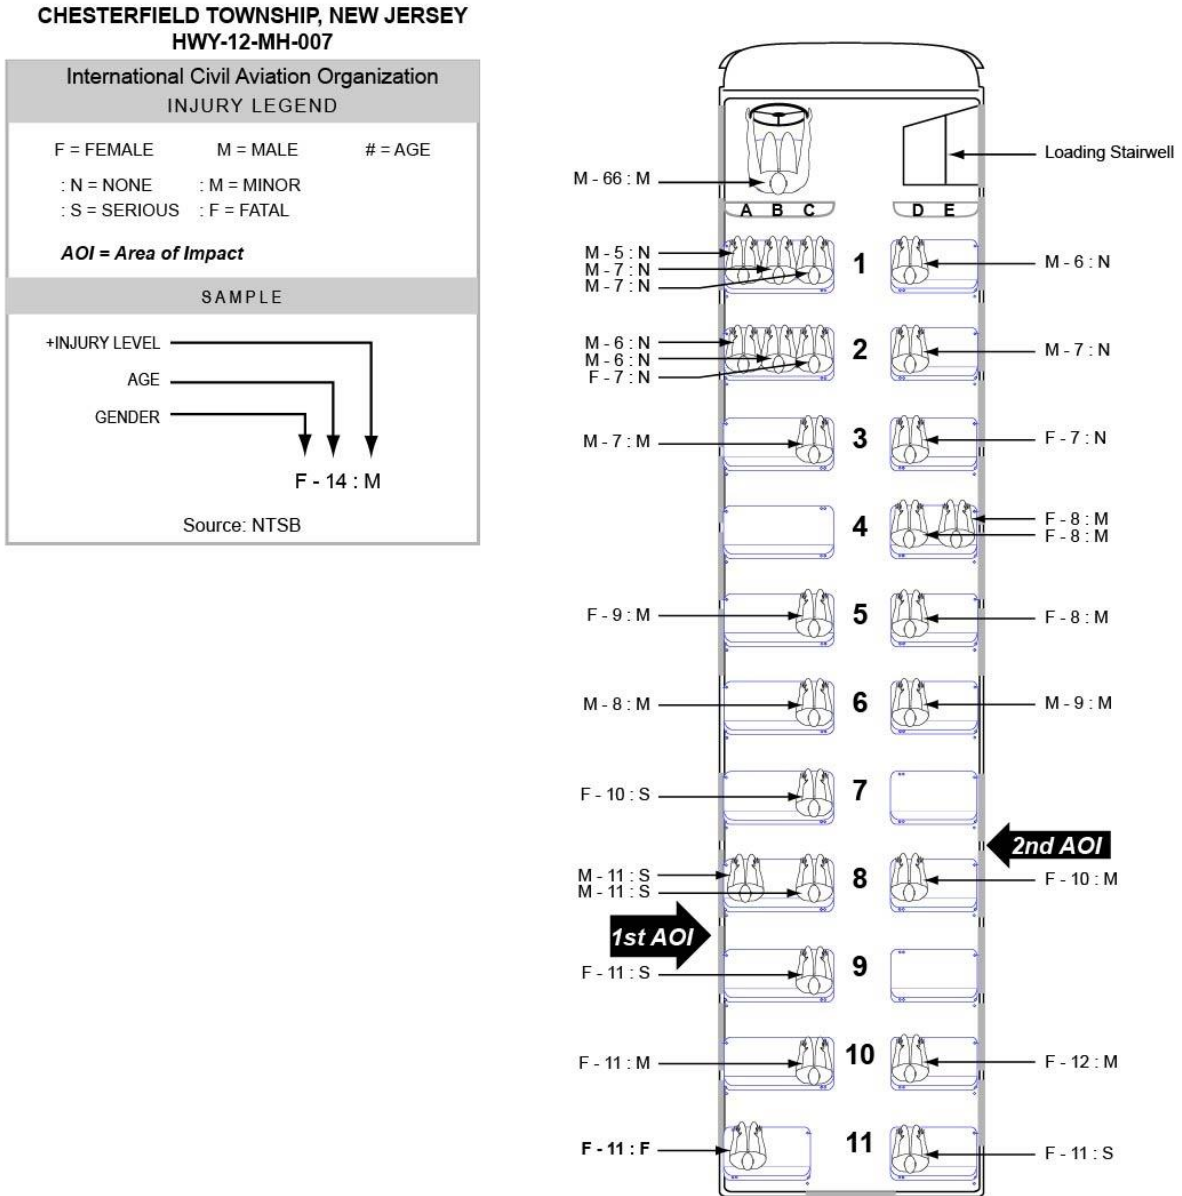 CHESTERFIELD TOWNSHIP, NEW JERSEY
HWY-12-MH-007
International Civil Aviation Organization
INJURY LEGEND
F = FEMALE M = MALE # = AGE
: N = NONE : M = MINOR
: S = SERIOUS : F = FATAL
AOI = Area of Impact
SAMPLE
+INJURY LEVEL
AGE
GENDER
F - 14 : M
Source: NTSB
Loading Stairwell
M - 66 : M
A B C D E
M - 5 : N
M - 7 : N
M - 7 : N
1
M - 6 : N
M - 6 : N
M - 6 : N
F - 7 : N
2
M - 7 : N
M - 7 : M
3
F - 7 : N
4
F - 8 : M
F - 8 : M
F - 9 : M
5
F - 8 : M
M - 8 : M
6
M - 9 : M
F - 10 : S
7
2nd AOI
M - 11 : S
M - 11 : S
8
F - 10 : M
1st AOI
F - 11 : S
9
F - 11 : M
10
F - 12 : M
F - 11 : F
11
F - 11 : S